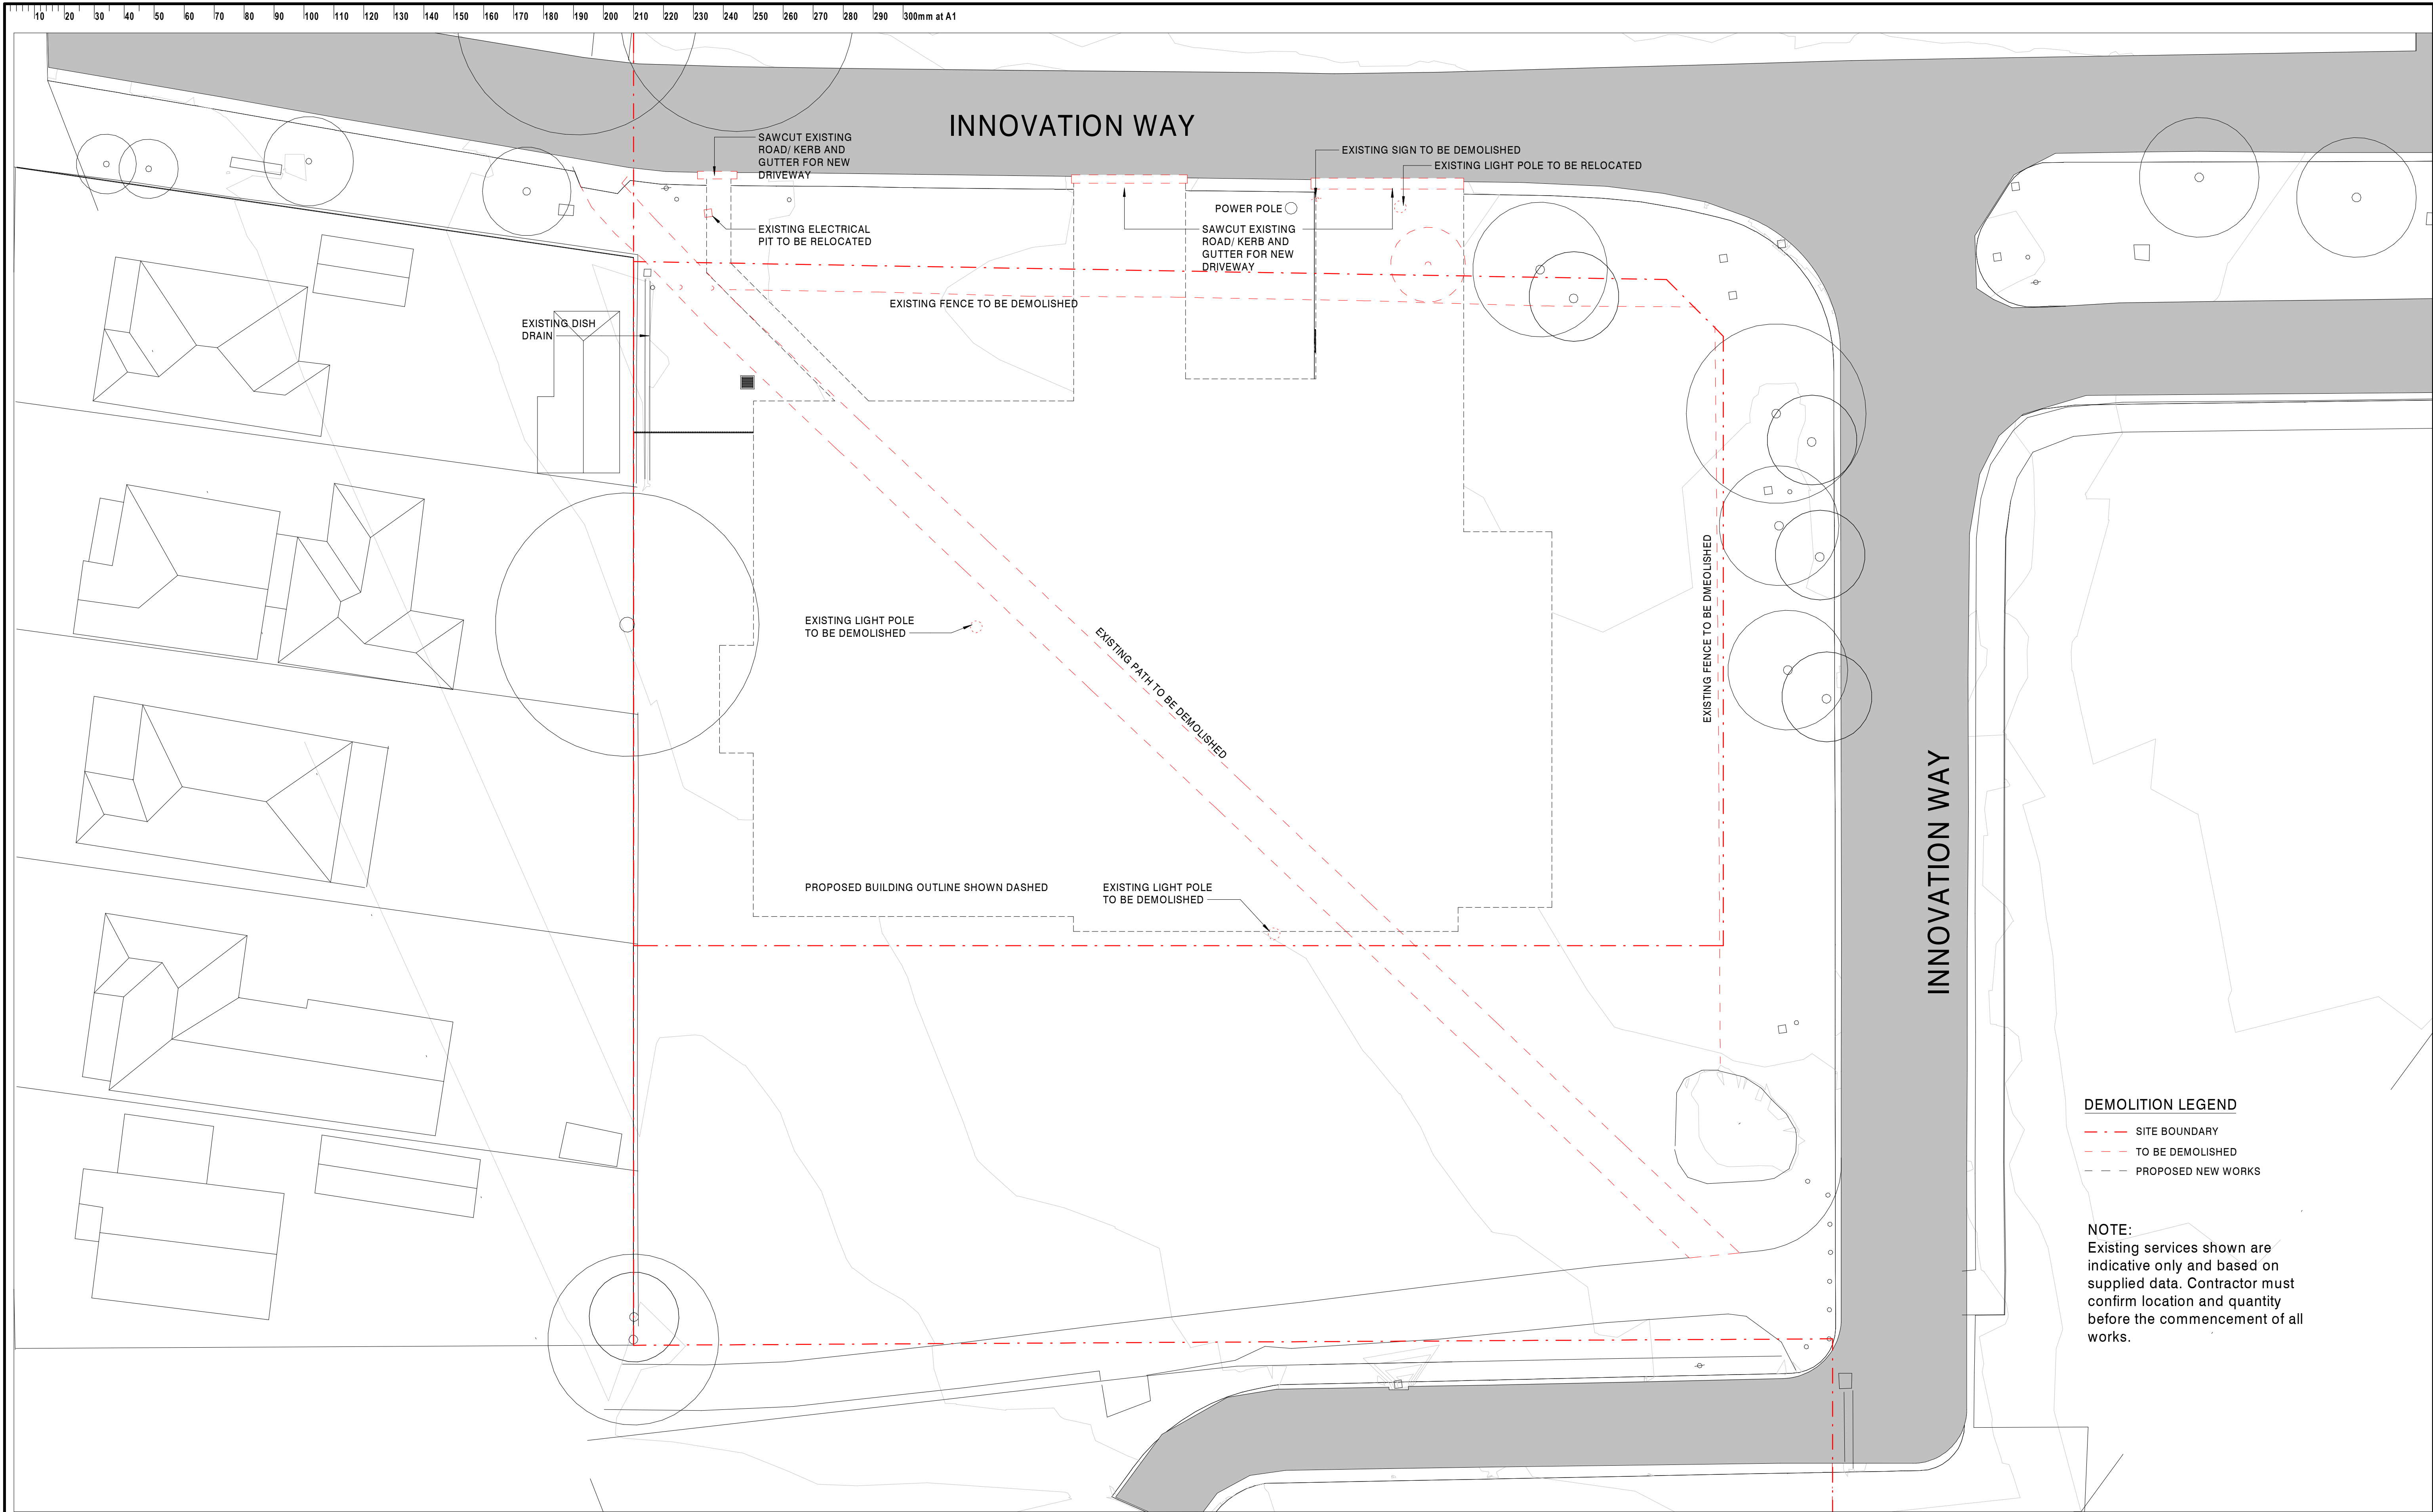 10 20 30 40 50 60 70 80 90 100 110 120 130 140 150 160 170 180 190 200 210 220 230 240 250 260 270 280 290 300mm at A1
INNOVATION WAY
SAWCUT EXISTING
ROAD/ KERB AND
GUTTER FOR NEW
DRIVEWAY
EXISTING SIGN TO BE DEMOLISHED
EXISTING LIGHT POLE TO BE RELOCATED
POWER POLE
EXISTING ELECTRICAL
PIT TO BE RELOCATED
SAWCUT EXISTING
ROAD/ KERB AND
GUTTER FOR NEW
DRIVEWAY
EXISTING FENCE TO BE DEMOLISHED
EXISTING DISH
DRAIN
EXISTING FENCE TO BE DMEOLISHED
EXISTING LIGHT POLE
TO BE DEMOLISHED
EXISTING PATH TO BE DEMOLISHED
INNOVATION WAY
PROPOSED BUILDING OUTLINE SHOWN DASHED
EXISTING LIGHT POLE
TO BE DEMOLISHED
DEMOLITION LEGEND
SITE BOUNDARY
TO BE DEMOLISHED
PROPOSED NEW WORKS
NOTE:
Existing services shown are
indicative only and based on
supplied data. Contractor must
confirm location and quantity
before the commencement of all
works.